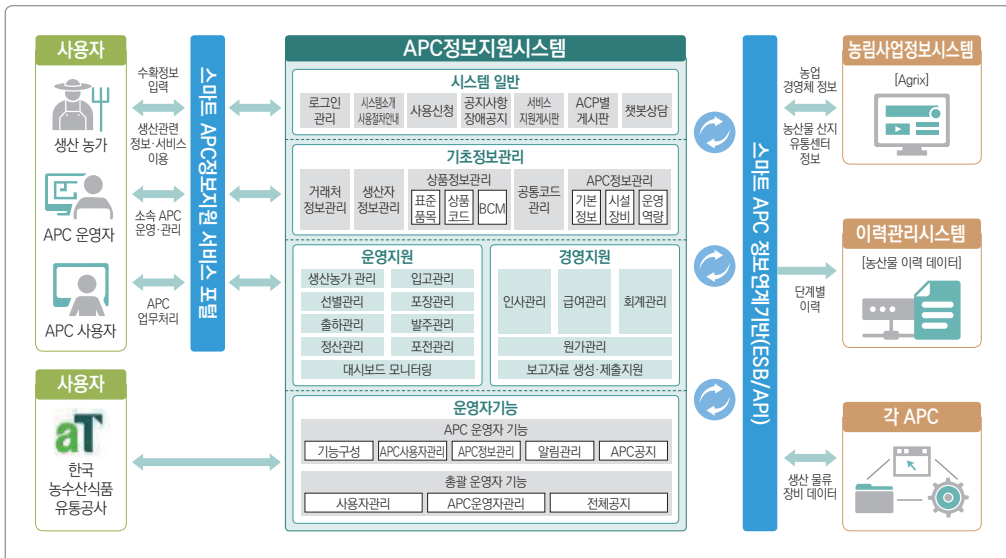 사용자
수확정보
입력
생산 농가
생산관련
정보·서비스
이용
APC 운영자
소속 APC
운영·관리
APC 사용자
APC
업무처리
사용자
aT
한국
농수산식품
유통공사
스마트 APC정보지원 서비스 포털
APC정보지원시스템
시스템 일반
로그인
관리
시스템소개
사용절차안내
사용신청
공지사항
장애공지
서비스
지원게시판
ACP별
게시판
챗봇상담
기초정보관리
거래처
정보관리
생산자
정보관리
상품정보관리
표준
품목
상품
코드
BCM
공통코드
관리
APC정보관리
기본
정보
시설
장비
운영
역량
운영지원
생산농가 관리
입고관리
선별관리
포장관리
출하관리
발주관리
정산관리
포전관리
대시보드 모니터링
경영지원
인사관리
급여관리
회계관리
원가관리
보고자료 생성·제출지원
운영자기능
APC 운영자 기능
기능구성
APC사용자관리
APC정보관리
알림관리
APC공지
총괄 운영자 기능
사용자관리
APC운영자관리
전체공지
스마트 APC 정보연계기반(ESB/API)
농업
경영체 정보
농산물 산지
유통센터
정보
농림사업정보시스템
[Agrix]
단계별
이력
이력관리시스템
[농산물 이력 데이터]
생산 물류
장비 데이터
각 APC